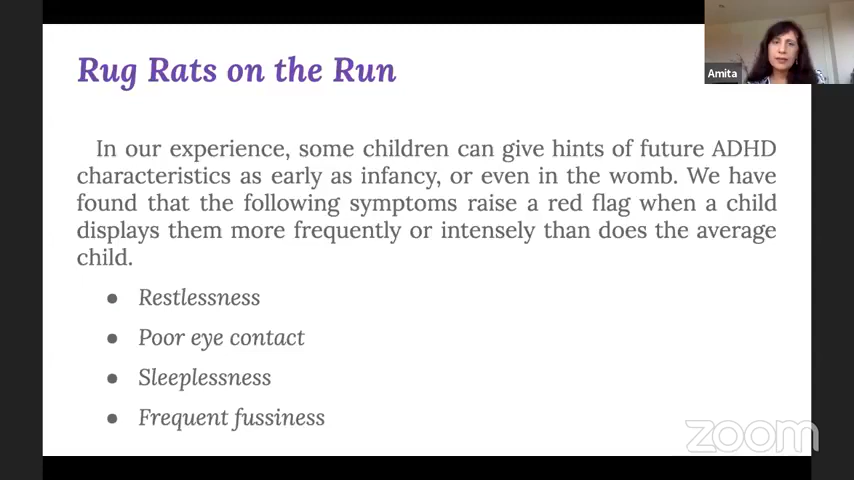 Rug Rats on the Run
Amita
In our experience, some children can give hints of future ADHD
characteristics as early as infancy, or even in the womb. We have
found that the following symptoms raise a red flag when a child
displays them more frequently or intensely than does the average
child.
● Restlessness
● Poor eye contact
● Sleeplessness
● Frequent fussiness
zoom